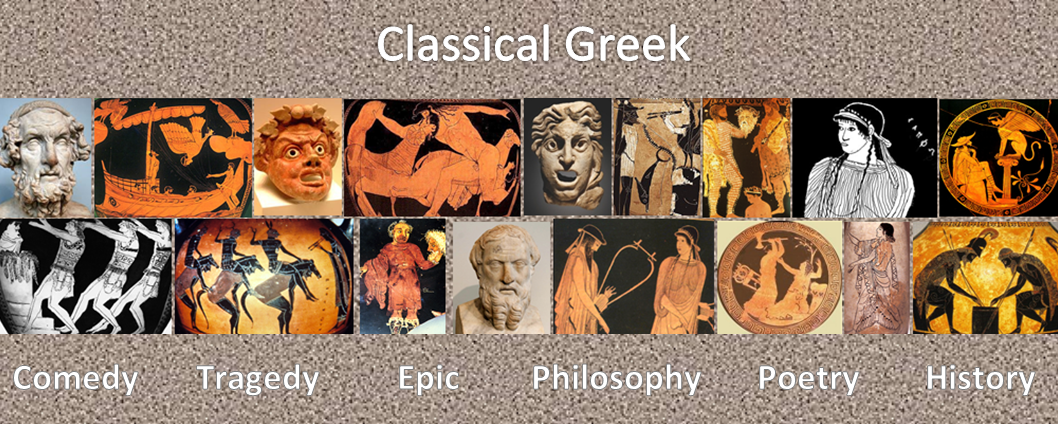 Classical Greek
Comedy Tragedy Epic Philosophy Poetry History